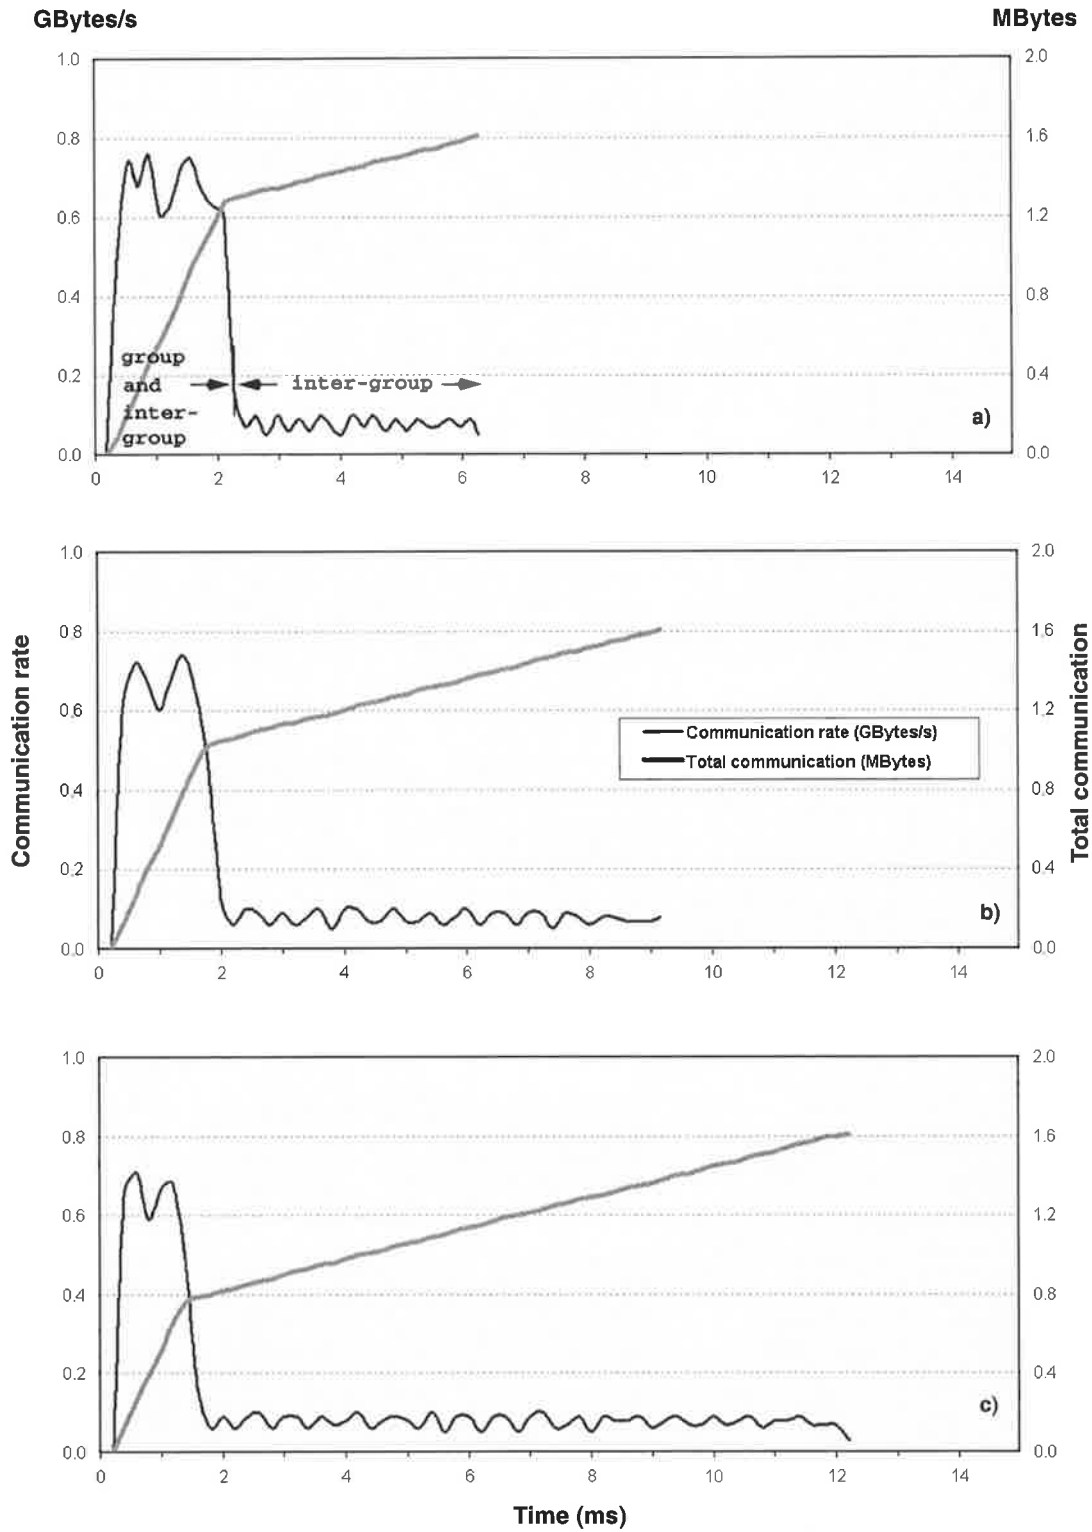 GBytes/s
MBytes
1.0
0.8
0.6
0.4
0.2
0.0
2.0
1.6
1.2
0.8
0.4
0.0
group
and
inter-
group
inter-group
a)
0 2 4 6 8 10 12 14
Communication rate
1.0
0.8
0.6
0.4
0.2
0.0
2.0
1.6
1.2
0.8
0.4
0.0
Total communication
Communication rate (GBytes/s)
Total communication (MBytes)
b)
0 2 4 6 8 10 12 14
1.0
0.8
0.6
0.4
0.2
0.0
2.0
1.6
1.2
0.8
0.4
0.0
c)
0 2 4 6 8 10 12 14
Time (ms)